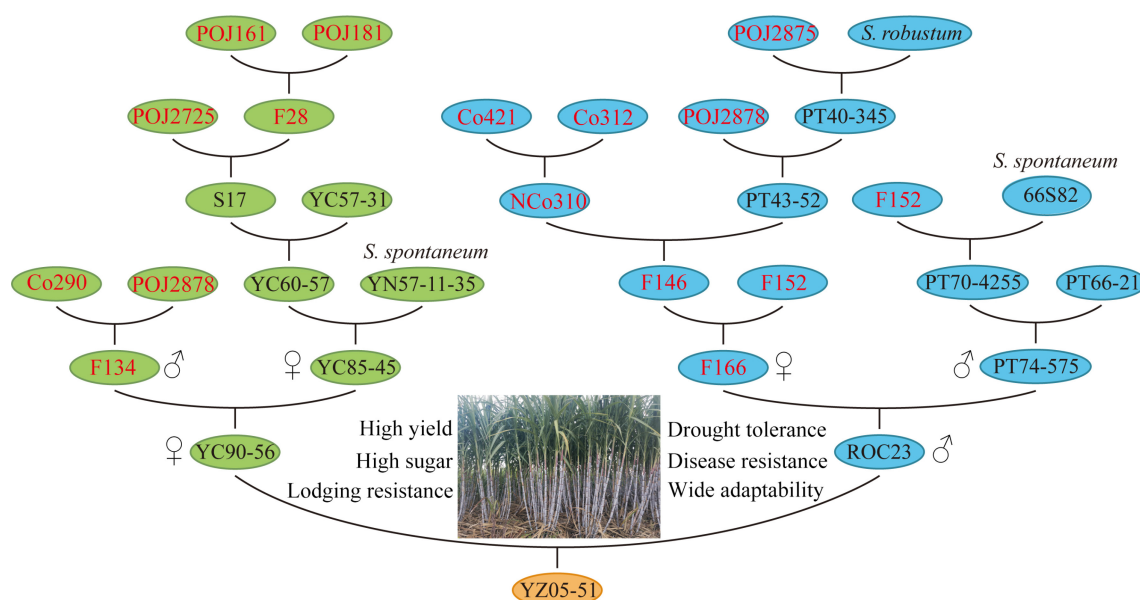 POJ161
POJ181
POJ2875
S. robustum
POJ2725
F28
Co421
Co312
POJ2878
PT40-345
S. spontaneum
S17
YC57-31
NCo310
PT43-52
F152
66S82
S. spontaneum
Co290
POJ2878
YC60-57
YN57-11-35
F146
F152
PT70-4255
PT66-21
F134 ♂
♀ YC85-45
F166 ♀
♂ PT74-575
High yield
Drought tolerance
♀ YC90-56
High sugar
Disease resistance
ROC23 ♂
Lodging resistance
Wide adaptability
YZ05-51